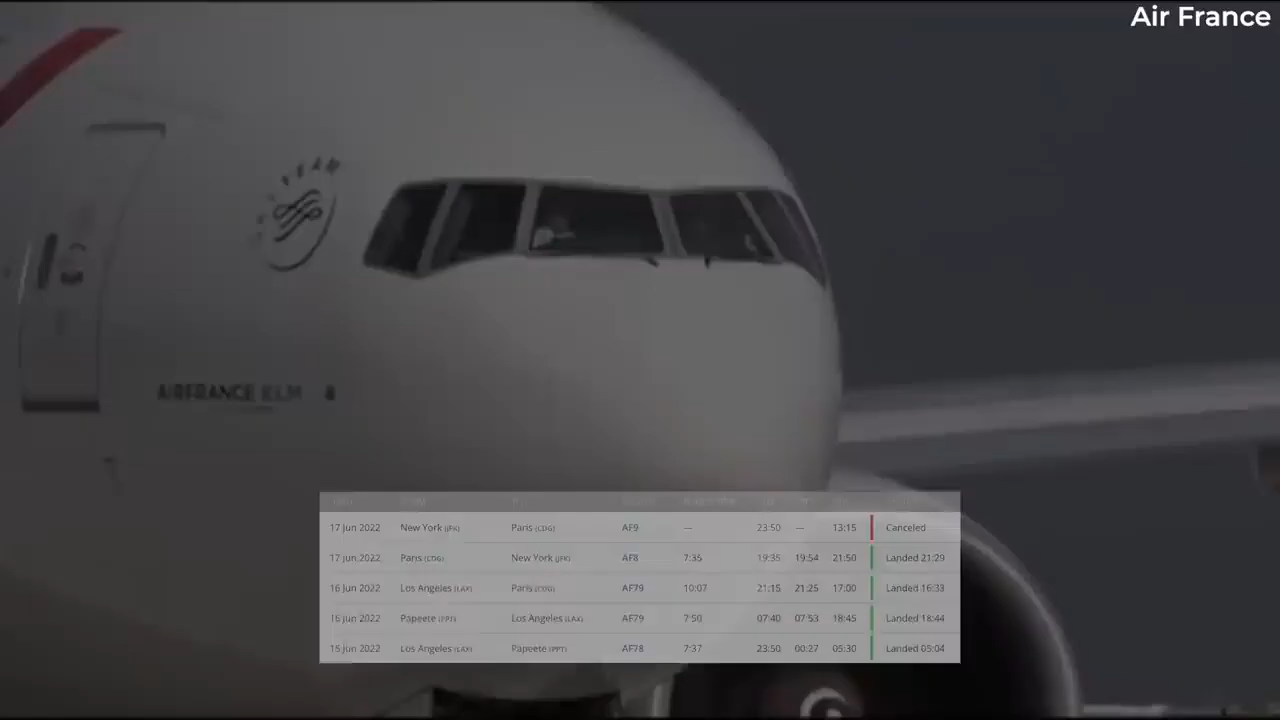 Air France
TEAM
AIRFRANCE KLM
17 Jun 2022 New York (JFK) Paris (CDG) AF9 — 23:50 — 13:15 Canceled
17 Jun 2022 Paris (CDG) New York (JFK) AF8 7:35 19:35 19:54 21:50 Landed 21:29
16 Jun 2022 Los Angeles (LAX) Paris (CDG) AF79 10:07 21:15 21:25 17:00 Landed 16:33
16 Jun 2022 Papeete (PPT) Los Angeles (LAX) AF79 7:50 07:40 07:53 18:45 Landed 18:44
15 Jun 2022 Los Angeles (LAX) Papeete (PPT) AF78 7:37 23:50 00:27 05:30 Landed 05:04